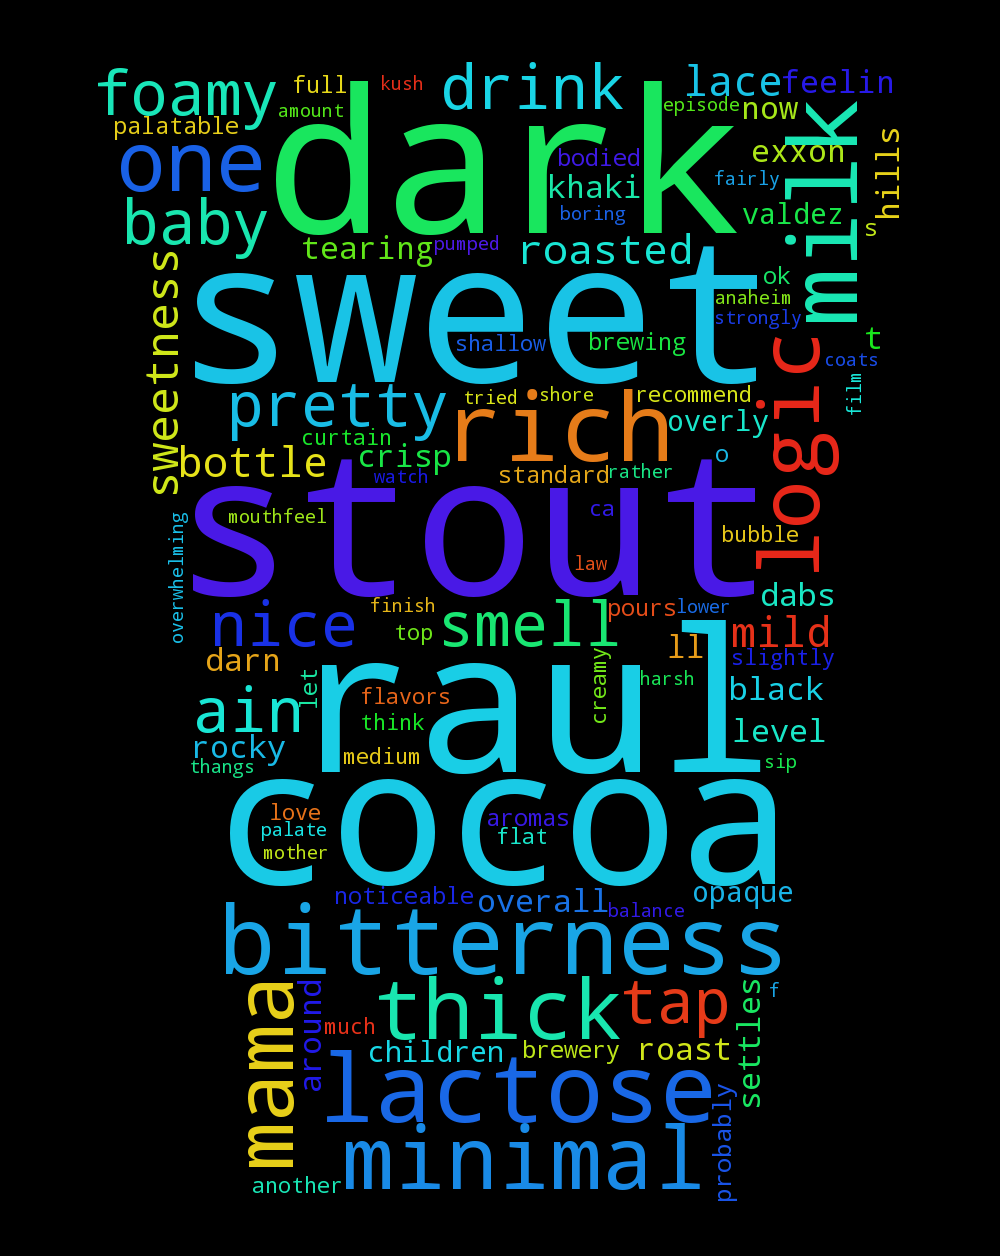 foamy
full
kush
drink
lace
feelin
amount
episode
now
palatable
dark
milk
hills
one
bodied
exxon
khaki
fairly
baby
boring
valdez
s
tearing
pumped
roasted
sweetness
sweet
ok
anaheim
strongly
shallow
brewing
t
logic
coats
film
pretty
tried
shore
recommend
rich
overly
curtain
crisp
o
bottle
watch
standard
rather
stout
mouthfeel
ca
bubble
overwhelming
law
dabs
nice
finish
top
smell
pours
lower
mild
darn
ll
slightly
raul
creamy
let
harsh
black
ain
flavors
think
level
rocky
medium
thangs
sip
cocoa
love
aromas
palate
flat
mother
noticeable
overall
balance
opaque
bitterness
mama
around
thick
tap
settles
f
much
children
brewery
roast
lactose
probably
minimal
another